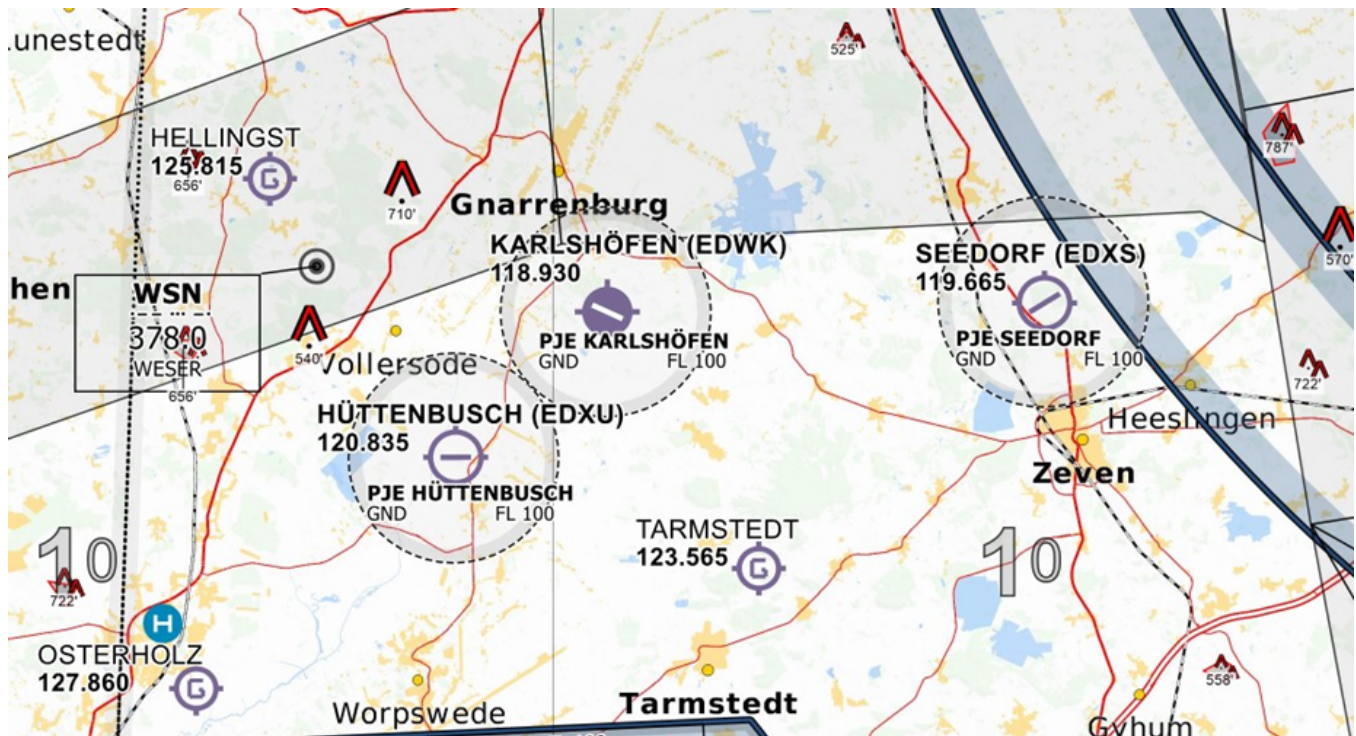 Lunestedt
525'
HELLINGST
125.815
656'
710'
787'
Gnarrenburg
KARLSHÖFEN (EDWK)
118.930
PJE KARLSHÖFEN
GND FL 100
SEEDORF (EDXS)
119.665
PJE SEEDORF
GND FL 100
570'
hen
WSN
378.0
WESER
656'
540'
Vollersode
722'
HÜTTENBUSCH (EDXU)
120.835
PJE HÜTTENBUSCH
GND FL 100
Heeslingen
Zeven
10
722'
H
TARMSTEDT
123.565
G
10
OSTERHOLZ
127.860
G
558'
Worpswede
Tarmstedt
Gyhum